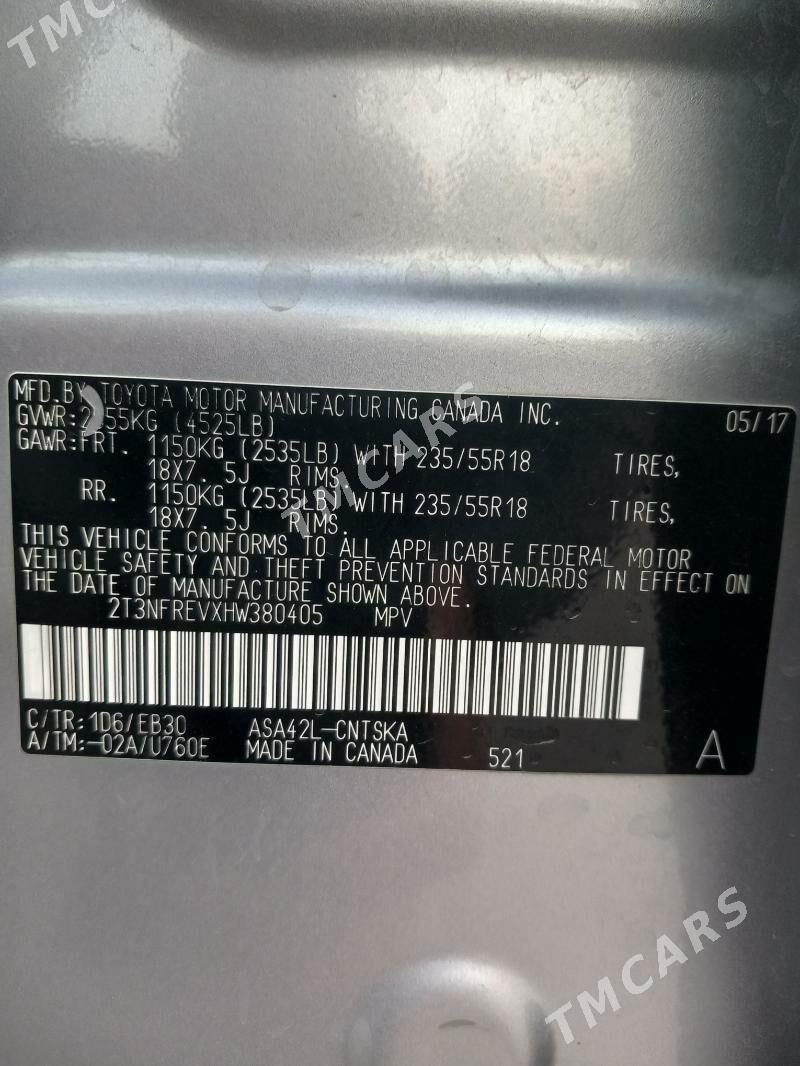 TMCARS
MFD.BY TOYOTA MOTOR MANUFACTURING CANADA INC. 05/17
GVWR: 55KG (4525LB)
GAWR:FRT. 1150KG (2535LB) WITH 235/55R18 TIRES,
18X7. 5J RIMS.
RR. 1150KG (2535LB) WITH 235/55R18 TIRES,
18X7. 5J RIMS.
THIS VEHICLE CONFORMS TO ALL APPLICABLE FEDERAL MOTOR
VEHICLE SAFETY AND THEFT PREVENTION STANDARDS IN EFFECT ON
THE DATE OF MANUFACTURE SHOWN ABOVE.
2T3NFREVXHW380405 MPV
C/TR:1D6/EB30 ASA42L-CNTSKA
A/TM:-02A/U760E MADE IN CANADA 521 A
TMCARS
TMCARS